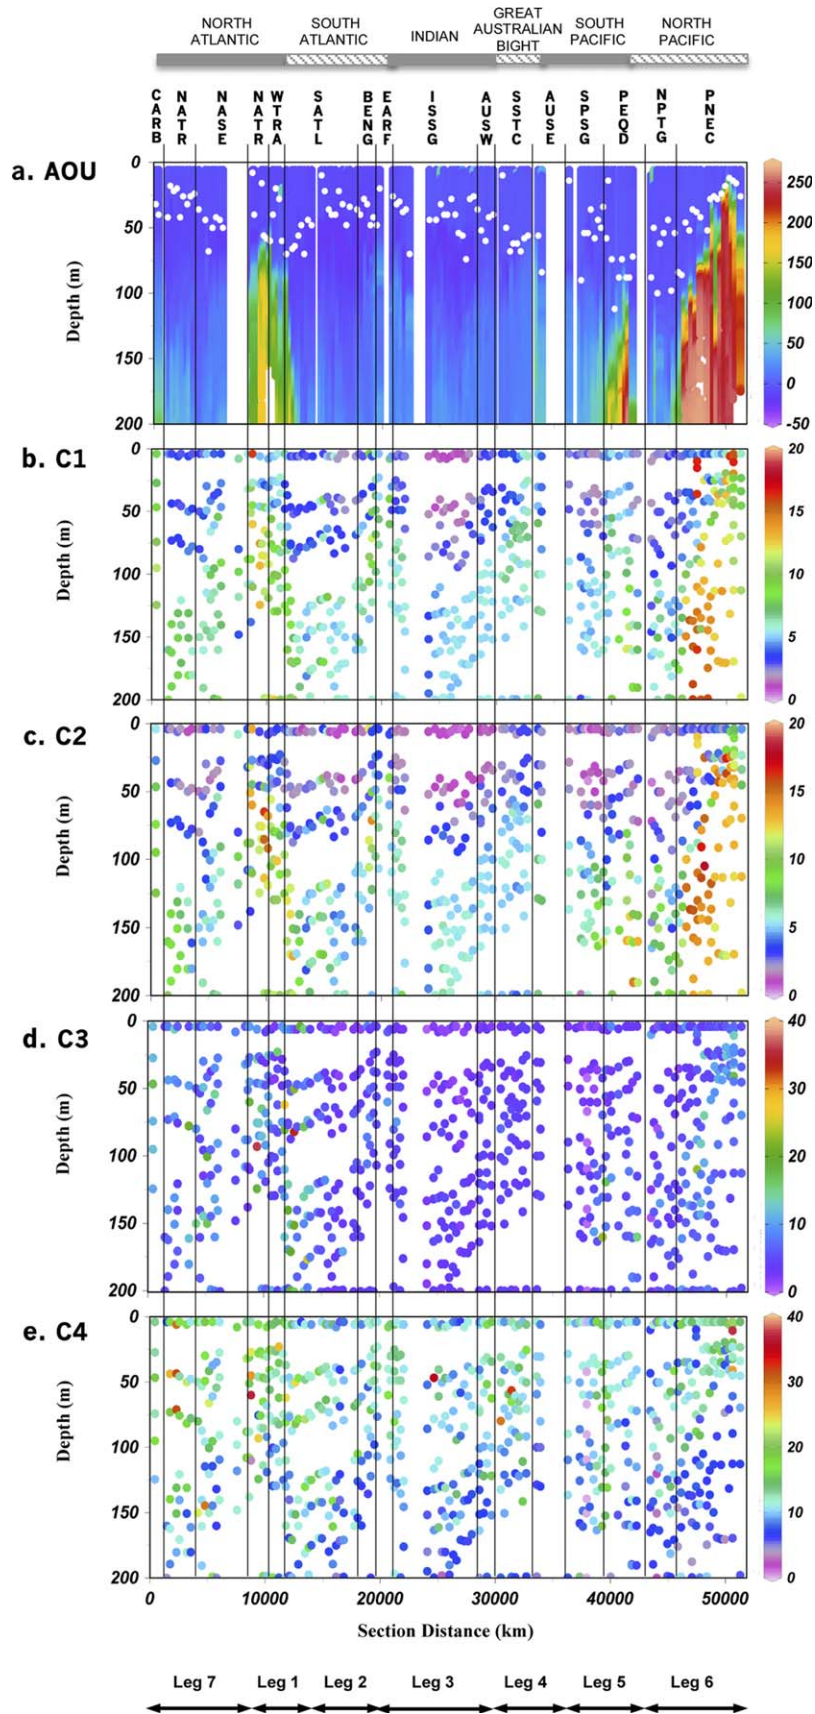 NORTH ATLANTIC
SOUTH ATLANTIC
INDIAN
GREAT AUSTRALIAN BIGHT
SOUTH PACIFIC
NORTH PACIFIC
CARB NATR NASE NATR WTRA SATL BENG EARF ISSG AUSW SSTC AUSE SPSG PEQD NPTG PNEC
a. AOU
Depth (m)
0
50
100
150
200
250
200
150
100
50
0
-50
b. C1
Depth (m)
0
50
100
150
200
20
15
10
5
0
c. C2
Depth (m)
0
50
100
150
200
20
15
10
5
0
d. C3
Depth (m)
0
50
100
150
200
40
30
20
10
0
e. C4
Depth (m)
0
50
100
150
200
40
30
20
10
0
0 10000 20000 30000 40000 50000
Section Distance (km)
Leg 7 Leg 1 Leg 2 Leg 3 Leg 4 Leg 5 Leg 6